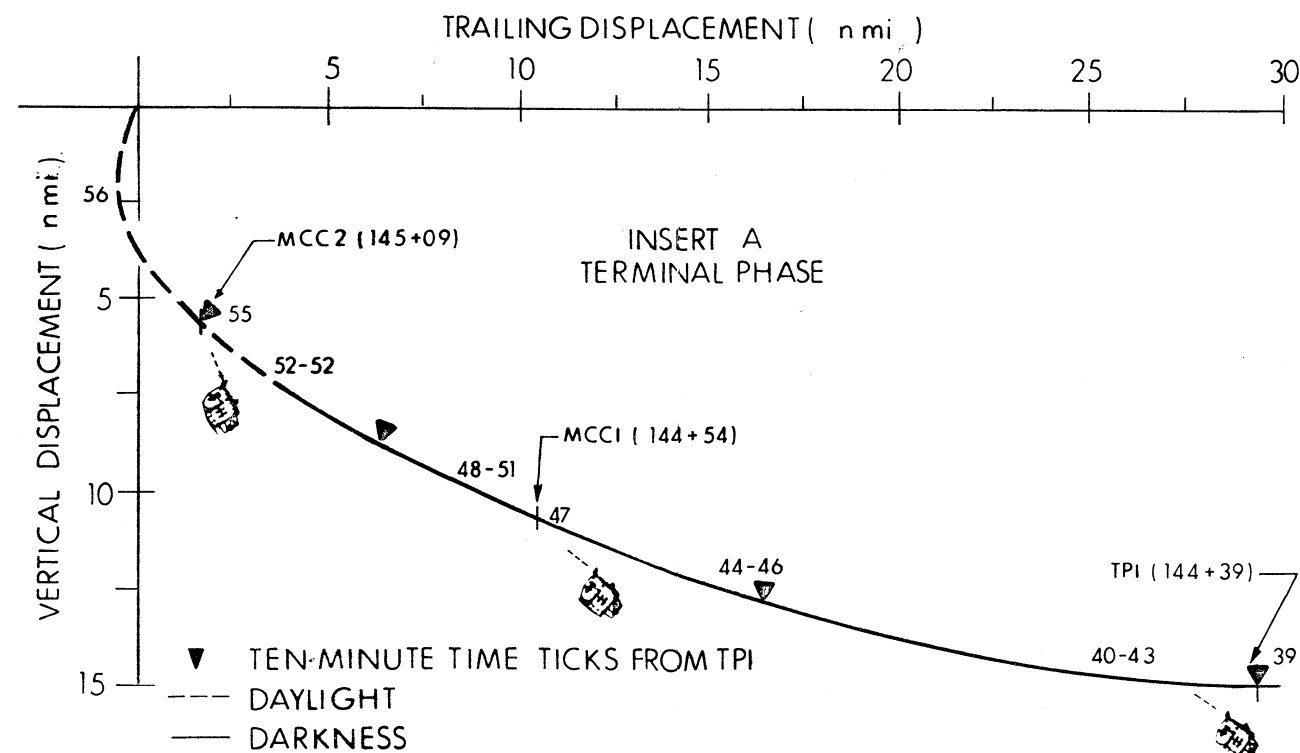 TRAILING DISPLACEMENT ( n mi )
5 10 15 20 25 30
VERTICAL DISPLACEMENT ( n mi.)
56
MCC2 (145+09)
INSERT A
TERMINAL PHASE
5
55
52-52
MCC1 ( 144+54)
48-51
10
47
44-46
TPI (144+39)
40-43
39
15
TEN-MINUTE TIME TICKS FROM TPI
DAYLIGHT
DARKNESS